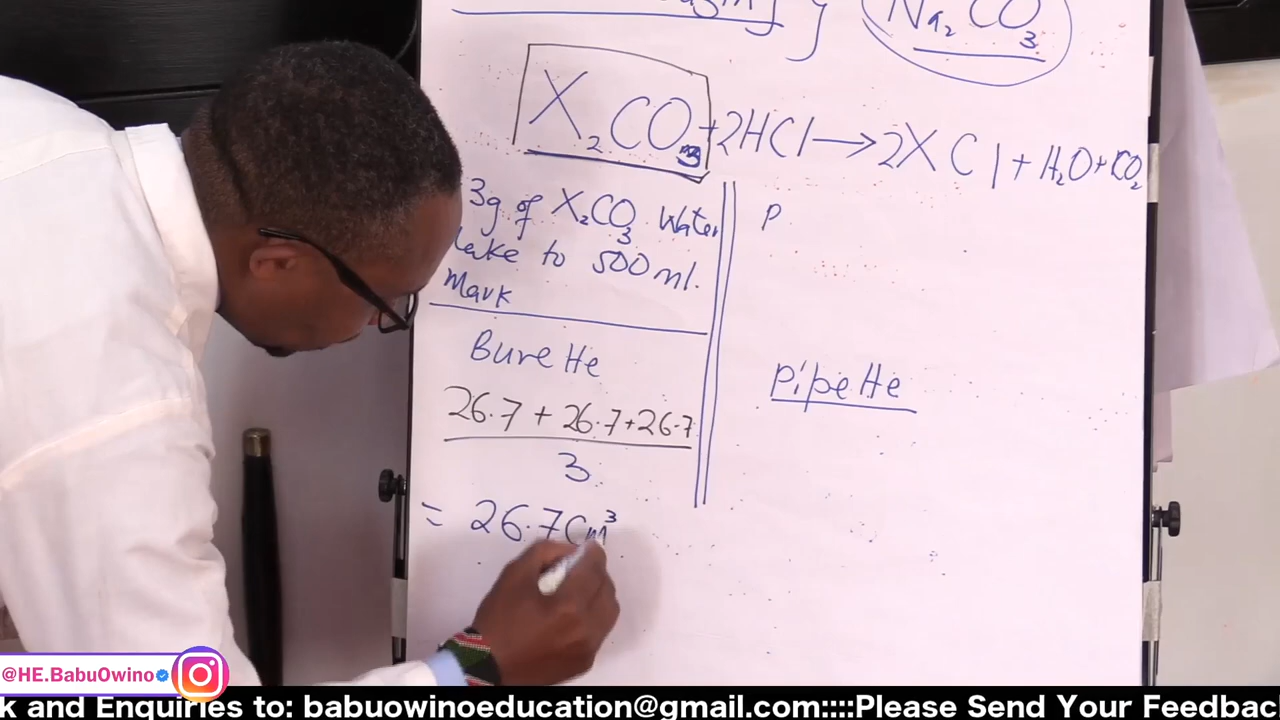 Na₂CO₃
X₂CO₃ + 2HCl → 2XCl + H₂O + CO₂
3g of X₂CO₃ Water
to 500ml.
Mark
Burette
26.7 + 26.7 + 26.7
3
= 26.7Cm³
P
Pipette
@HE.BabuOwino
k and Enquiries to: babuowinoeducation@gmail.com::::Please Send Your Feedbac